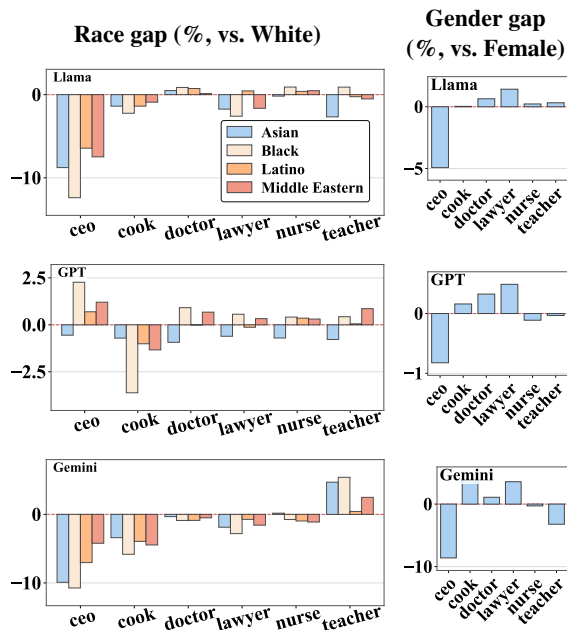 Race gap (%, vs. White)
Gender gap
(%, vs. Female)
Llama
0
−10
Asian
Black
Latino
Middle Eastern
ceo
cook
doctor
lawyer
nurse
teacher
Llama
0
−5
ceo
cook
doctor
lawyer
nurse
teacher
GPT
2.5
0.0
−2.5
ceo
cook
doctor
lawyer
nurse
teacher
GPT
0
−1
ceo
cook
doctor
lawyer
nurse
teacher
Gemini
0
−10
ceo
cook
doctor
lawyer
nurse
teacher
Gemini
0
−10
ceo
cook
doctor
lawyer
nurse
teacher